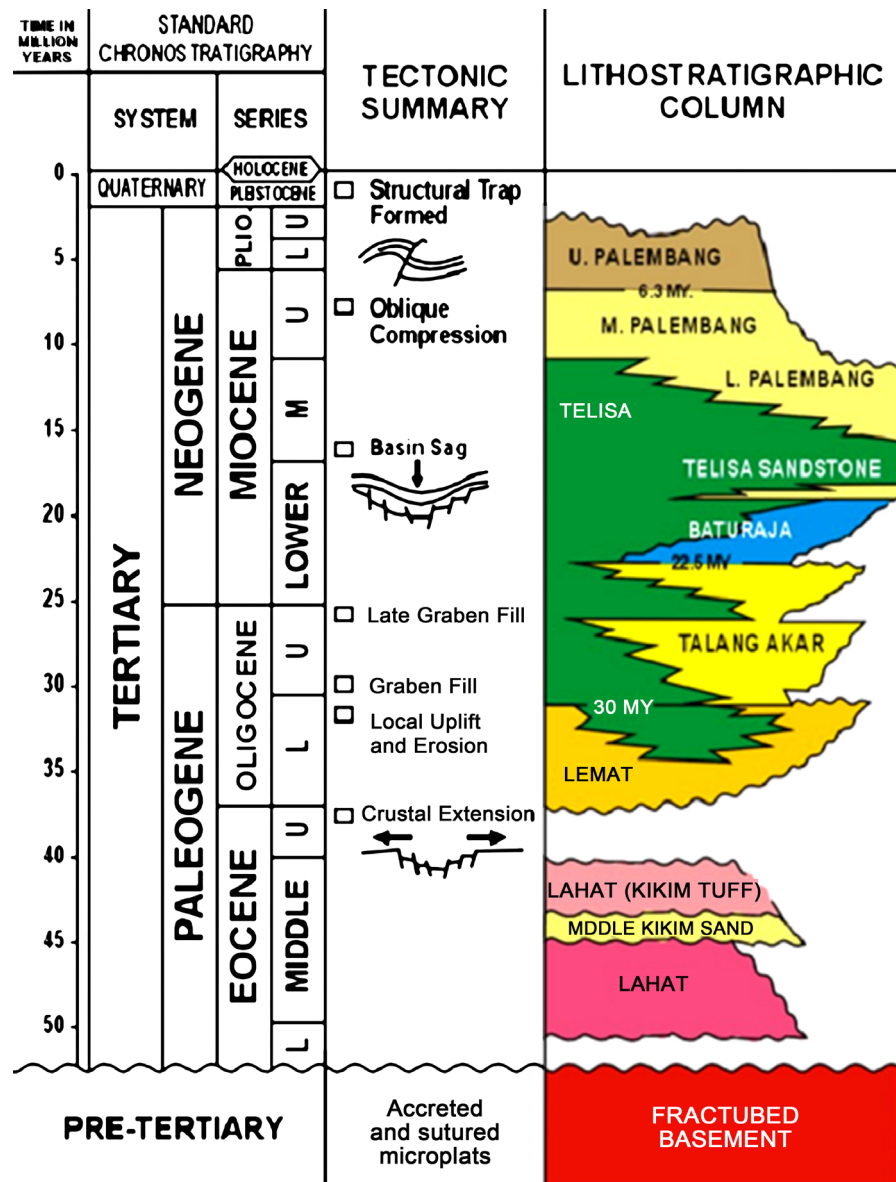 TIME IN
MILLION
YEARS
STANDARD
CHRONOSTRATIGRAPHY
SYSTEM
SERIES
TECTONIC
SUMMARY
LITHOSTRATIGRAPHIC
COLUMN
0
5
10
15
20
25
30
35
40
45
50
QUATERNARY
TERTIARY
NEOGENE
PALEOGENE
HOLOCENE
PLEISTOCENE
PLIO.
U
L
MIOCENE
U
M
LOWER
OLIGOCENE
U
L
EOCENE
U
MIDDLE
L
Structural Trap
Formed
Oblique
Compression
Basin Sag
Late Graben Fill
Graben Fill
Local Uplift
and Erosion
Crustal Extension
U. PALEMBANG
6.3 MY.
M. PALEMBANG
L. PALEMBANG
TELISA
TELISA SANDSTONE
BATURAJA
22.5 MY
TALANG AKAR
30 MY
LEMAT
LAHAT (KIKIM TUFF)
MDDLE KIKIM SAND
LAHAT
PRE-TERTIARY
Accreted
and sutured
microplats
FRACTUBED
BASEMENT